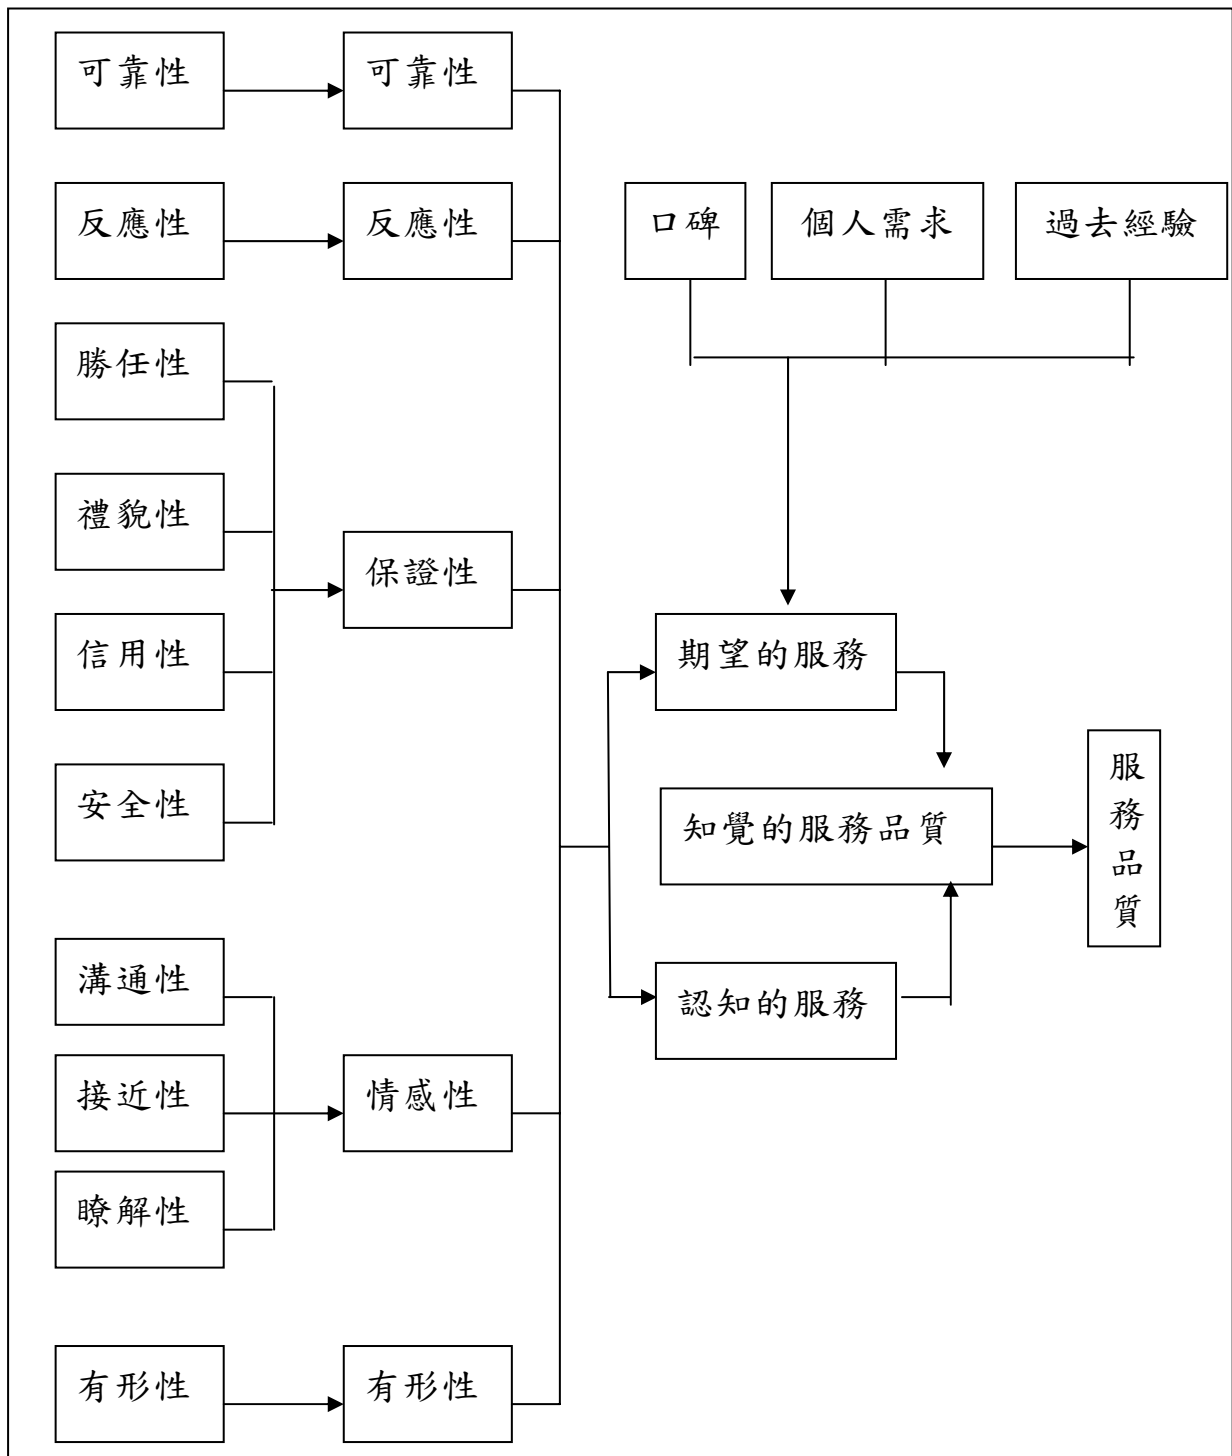 可靠性
可靠性
反應性
反應性
口碑
個人需求
過去經驗
勝任性
禮貌性
保證性
信用性
期望的服務
安全性
知覺的服務品質
服務品質
溝通性
認知的服務
接近性
情感性
瞭解性
有形性
有形性